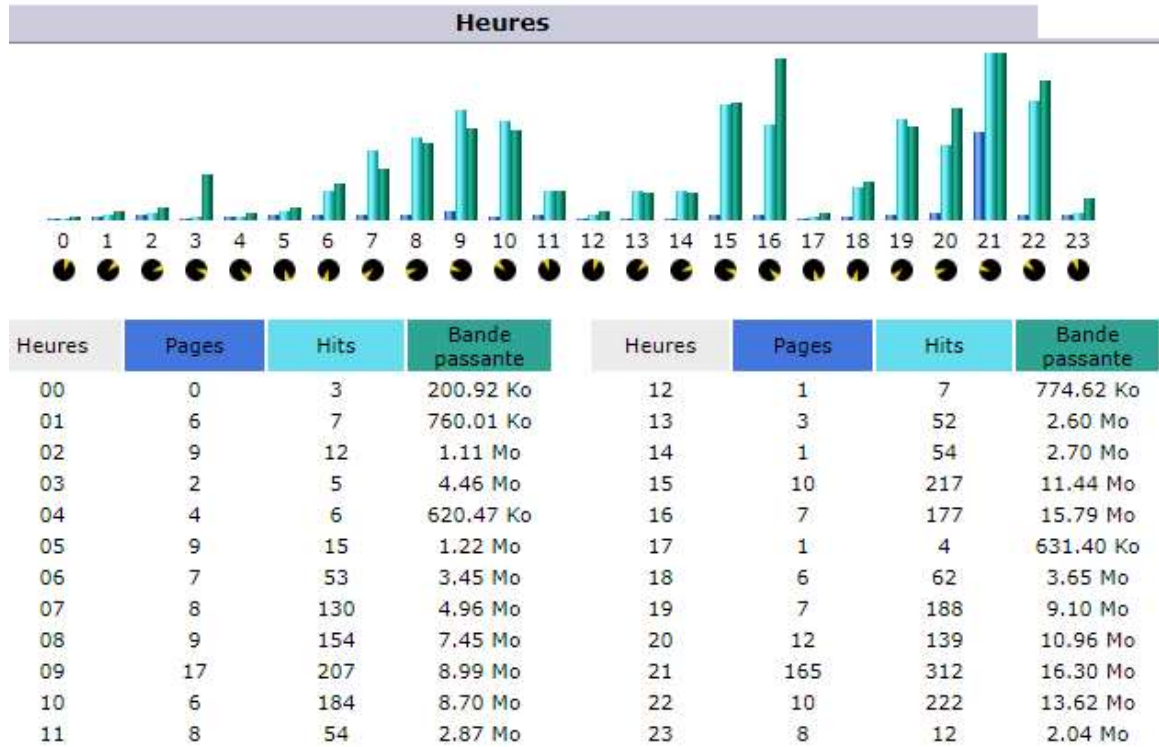 Heures
0 1 2 3 4 5 6 7 8 9 10 11 12 13 14 15 16 17 18 19 20 21 22 23
Heures Pages Hits Bande passante Heures Pages Hits Bande passante
00 0 3 200.92 Ko 12 1 7 774.62 Ko
01 6 7 760.01 Ko 13 3 52 2.60 Mo
02 9 12 1.11 Mo 14 1 54 2.70 Mo
03 2 5 4.46 Mo 15 10 217 11.44 Mo
04 4 6 620.47 Ko 16 7 177 15.79 Mo
05 9 15 1.22 Mo 17 1 4 631.40 Ko
06 7 53 3.45 Mo 18 6 62 3.65 Mo
07 8 130 4.96 Mo 19 7 188 9.10 Mo
08 9 154 7.45 Mo 20 12 139 10.96 Mo
09 17 207 8.99 Mo 21 165 312 16.30 Mo
10 6 184 8.70 Mo 22 10 222 13.62 Mo
11 8 54 2.87 Mo 23 8 12 2.04 Mo